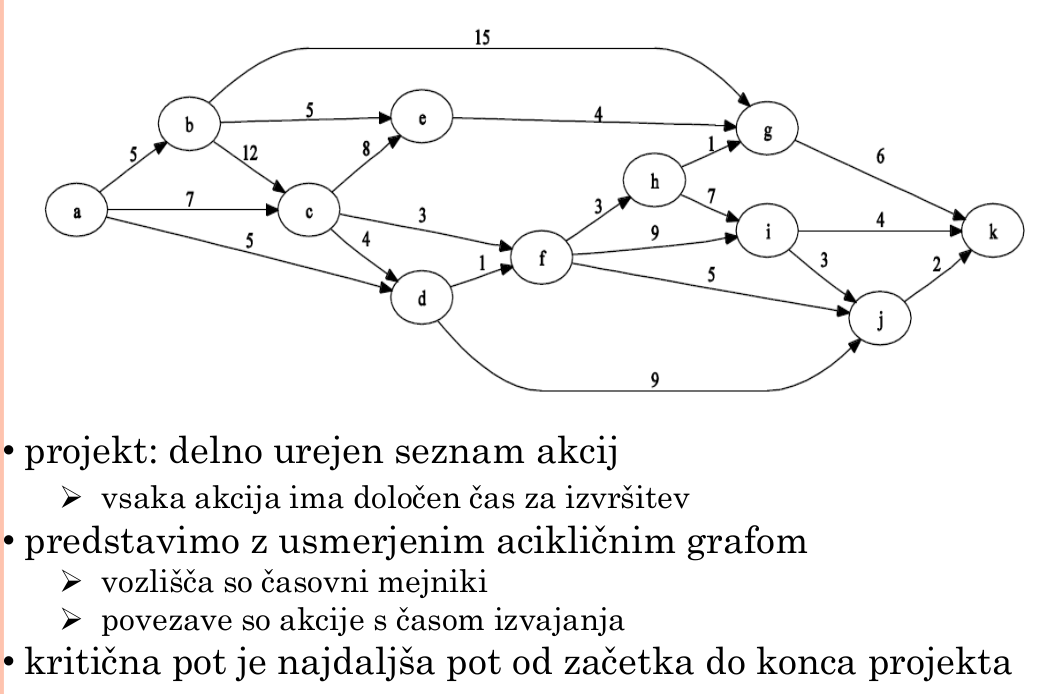 15
b 5 e 4 g
5 12 8 1 6
a 7 c h
3 3 7 4
5 4 9 i k
f
1 5 3 2
d j
9
• projekt: delno urejen seznam akcij
➢ vsaka akcija ima določen čas za izvršitev
• predstavimo z usmerjenim acikličnim grafom
➢ vozlišča so časovni mejniki
➢ povezave so akcije s časom izvajanja
• kritična pot je najdaljša pot od začetka do konca projekta